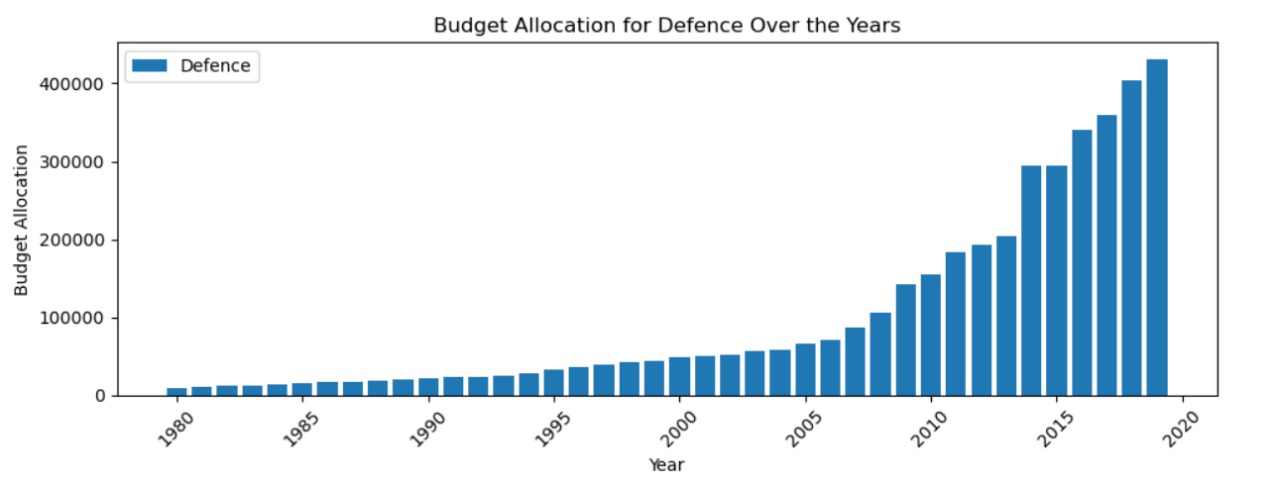 Budget Allocation for Defence Over the Years
Defence
Budget Allocation
400000
300000
200000
100000
0
1980 1985 1990 1995 2000 2005 2010 2015 2020
Year